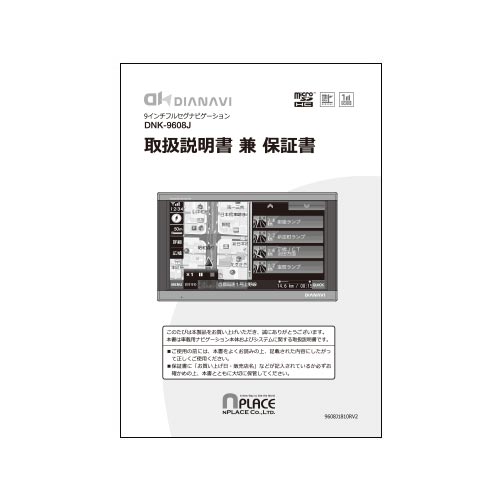 DIANAVI
micro SD HC
9インチフルセグナビゲーション
DNK-9608J
取扱説明書 兼 保証書
MENU
QUICK
DIANAVI
このたびは本製品をお買い上げいただき、誠にありがとうございます。
本書は車載用ナビゲーション本体およびシステムに関する取扱説明書です。
■ご使用の前には、本書をよくお読みの上、記載された内容にしたがっ
て正しくご使用ください。
■保証書に「お買い上げ日・販売店名」などが記入されているか必ずお
確かめの上、本書とともに大切に保管してください。
NPLACE
NPLACE CO.,LTD.
9608J1810RV2